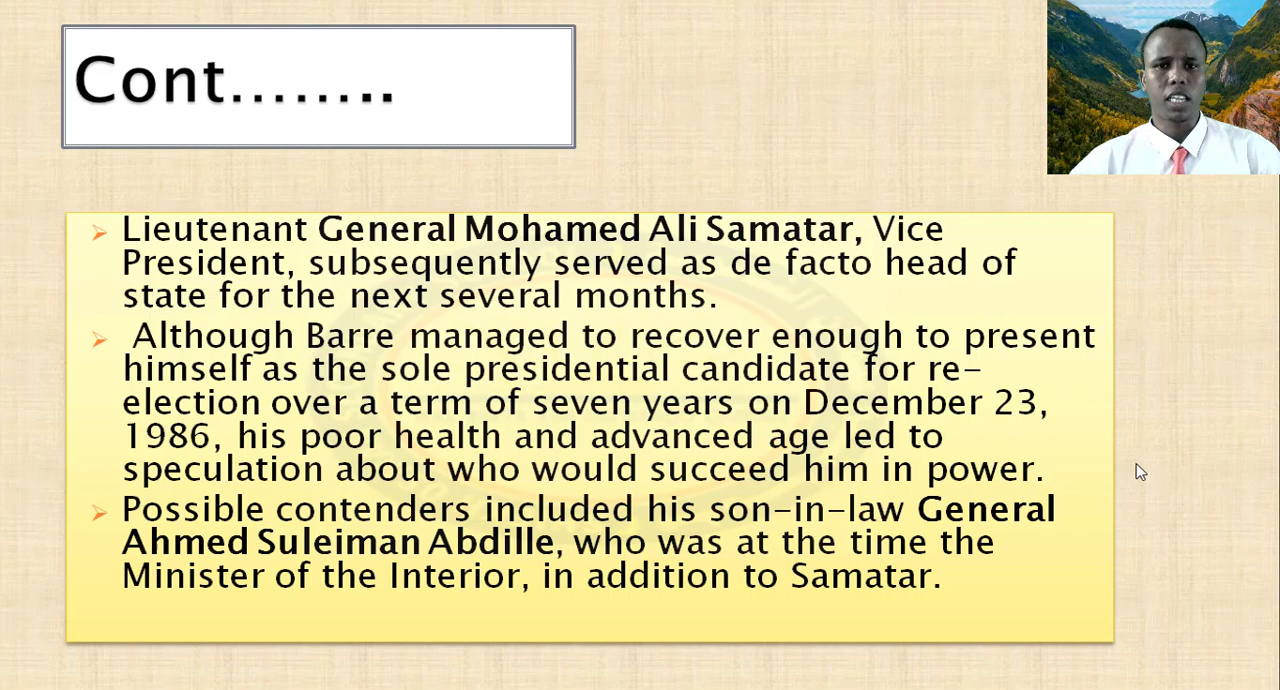 Cont........
➢ Lieutenant General Mohamed Ali Samatar, Vice
President, subsequently served as de facto head of
state for the next several months.
➢ Although Barre managed to recover enough to present
himself as the sole presidential candidate for re-
election over a term of seven years on December 23,
1986, his poor health and advanced age led to
speculation about who would succeed him in power.
➢ Possible contenders included his son-in-law General
Ahmed Suleiman Abdille, who was at the time the
Minister of the Interior, in addition to Samatar.